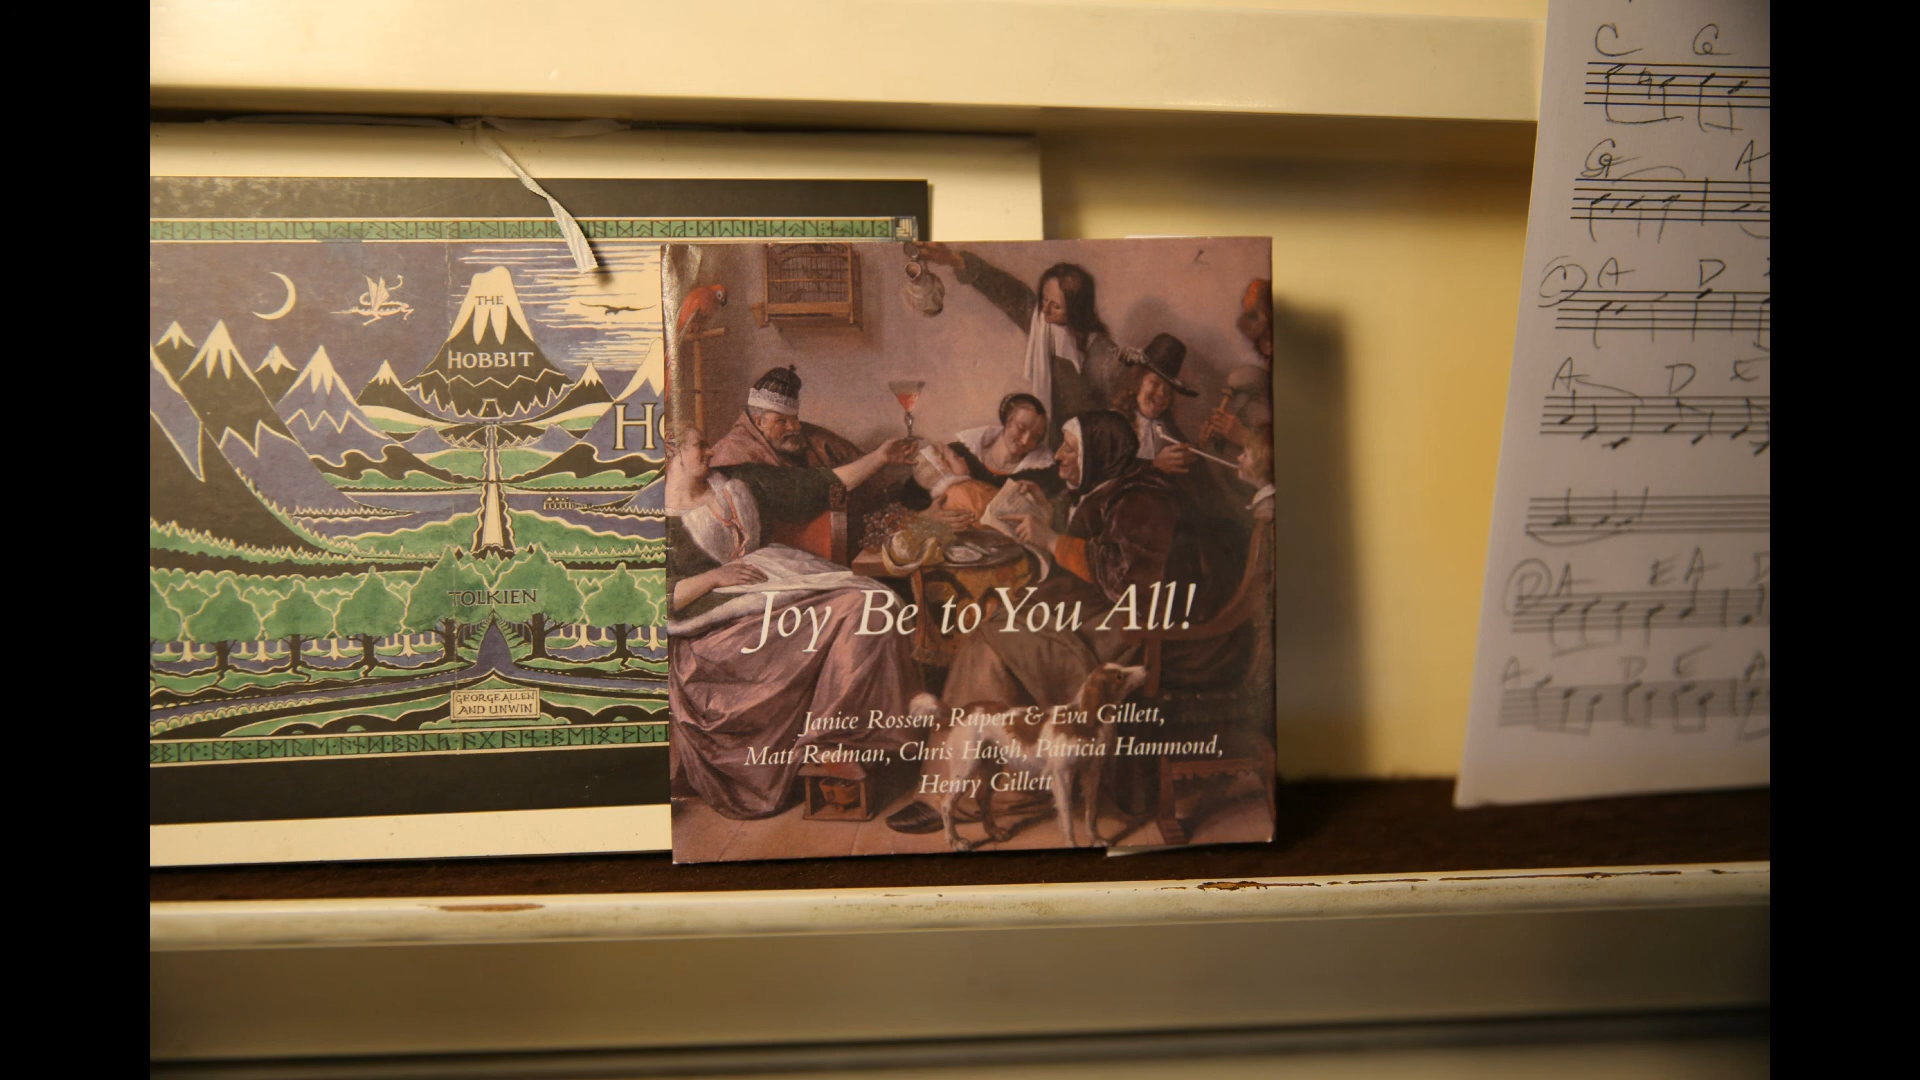 THE
HOBBIT
TOLKIEN
GEORGE ALLEN
AND UNWIN
Joy Be to You All!
Janice Rossen, Rupert & Eva Gillett,
Matt Redman, Chris Haigh, Patricia Hammond,
Henry Gillett
C G
G A
A D
A D E
D A E A D
A D E A